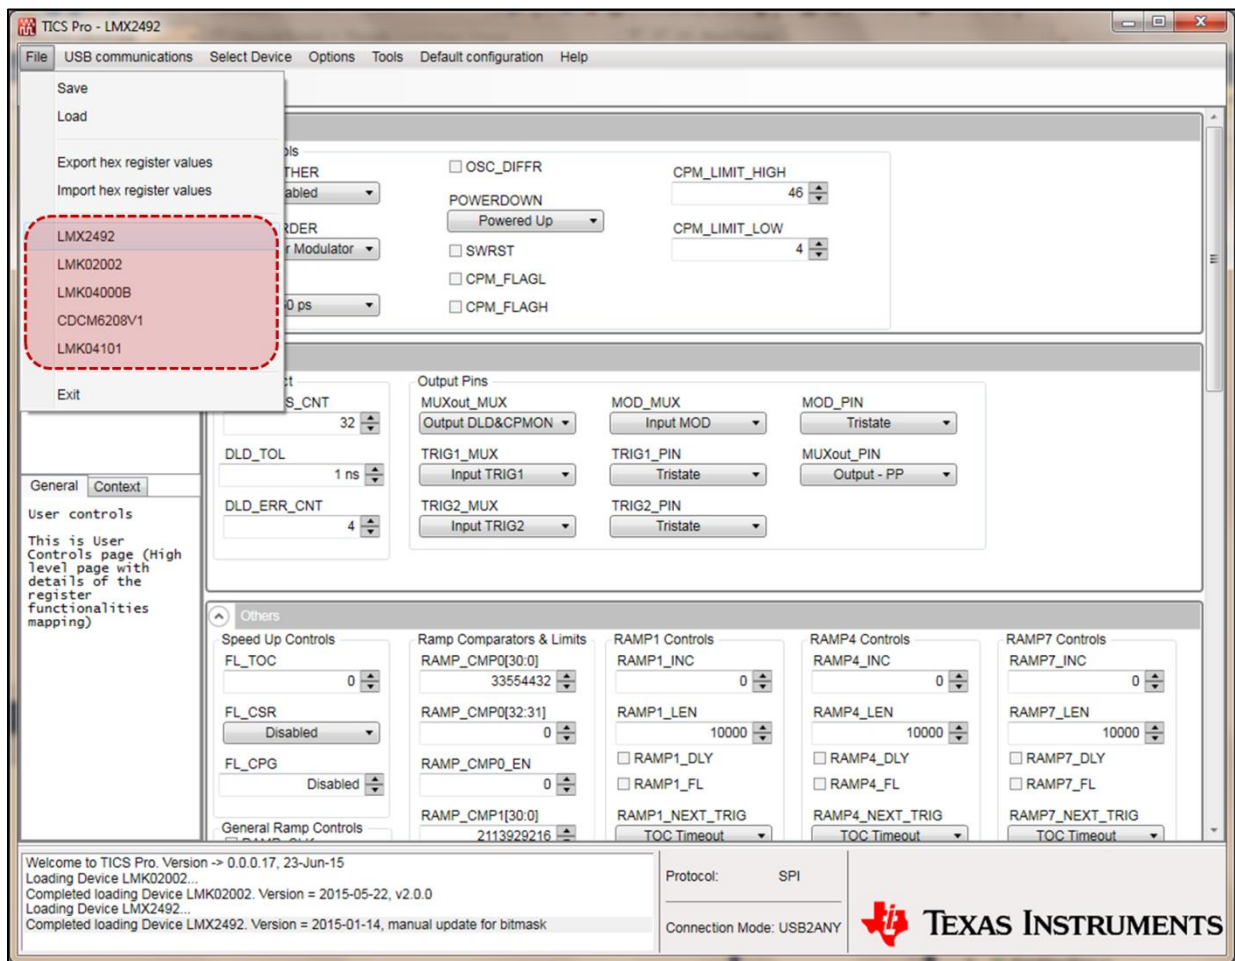 TICS Pro - LMX2492
File USB communications Select Device Options Tools Default configuration Help
Save
Load
Export hex register values
Import hex register values
LMX2492
LMK02002
LMK04000B
CDCM6208V1
LMK04101
Exit
OSC_DIFFR
POWERDOWN
Powered Up
SWRST
CPM_FLAGL
CPM_FLAGH
CPM_LIMIT_HIGH
46
CPM_LIMIT_LOW
4
Modulator
ps
32
DLD_TOL
1 ns
DLD_ERR_CNT
4
Output Pins
MUXout_MUX MOD_MUX MOD_PIN
Output DLD&CPMON Input MOD Tristate
TRIG1_MUX TRIG1_PIN MUXout_PIN
Input TRIG1 Tristate Output - PP
TRIG2_MUX TRIG2_PIN
Input TRIG2 Tristate
General Context
User controls
This is User
Controls page (High
level page with
details of the
register
functionalities
mapping)
Others
Speed Up Controls Ramp Comparators & Limits RAMP1 Controls RAMP4 Controls RAMP7 Controls
FL_TOC RAMP_CMP0[30:0] RAMP1_INC RAMP4_INC RAMP7_INC
0 33554432 0 0 0
FL_CSR RAMP_CMP0[32:31] RAMP1_LEN RAMP4_LEN RAMP7_LEN
Disabled 0 10000 10000 10000
FL_CPG RAMP_CMP0_EN RAMP1_DLY RAMP4_DLY RAMP7_DLY
Disabled 0 RAMP1_FL RAMP4_FL RAMP7_FL
General Ramp Controls RAMP_CMP1[30:0] RAMP1_NEXT_TRIG RAMP4_NEXT_TRIG RAMP7_NEXT_TRIG
2113929216 TOC Timeout TOC Timeout TOC Timeout
Welcome to TICS Pro. Version -> 0.0.0.17, 23-Jun-15
Loading Device LMK02002...
Completed loading Device LMK02002. Version = 2015-05-22, v2.0.0
Loading Device LMX2492...
Completed loading Device LMX2492. Version = 2015-01-14, manual update for bitmask
Protocol: SPI
Connection Mode: USB2ANY
TEXAS INSTRUMENTS